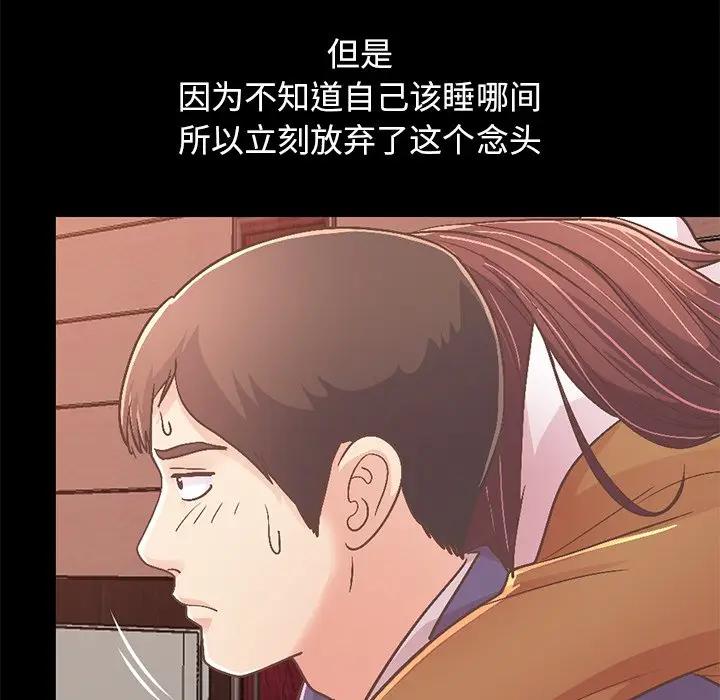 但是
因为不知道自己该睡哪间
所以立刻放弃了这个念头